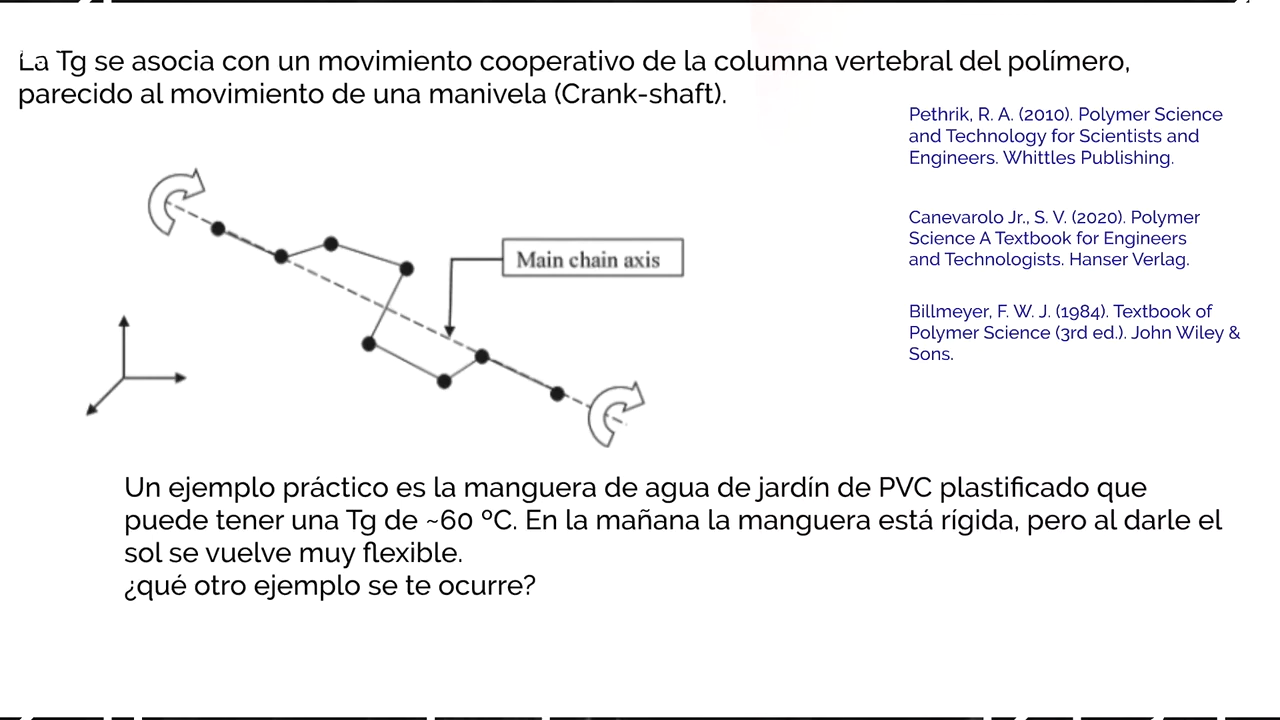 La Tg se asocia con un movimiento cooperativo de la columna vertebral del polímero,
parecido al movimiento de una manivela (Crank-shaft).
Pethrik, R. A. (2010). Polymer Science
and Technology for Scientists and
Engineers. Whittles Publishing.
Canevarolo Jr., S. V. (2020). Polymer
Science A Textbook for Engineers
and Technologists. Hanser Verlag.
Billmeyer, F. W. J. (1984). Textbook of
Polymer Science (3rd ed.). John Wiley &
Sons.
Main chain axis
Un ejemplo práctico es la manguera de agua de jardín de PVC plastificado que
puede tener una Tg de ~60 ºC. En la mañana la manguera está rígida, pero al darle el
sol se vuelve muy flexible.
¿qué otro ejemplo se te ocurre?